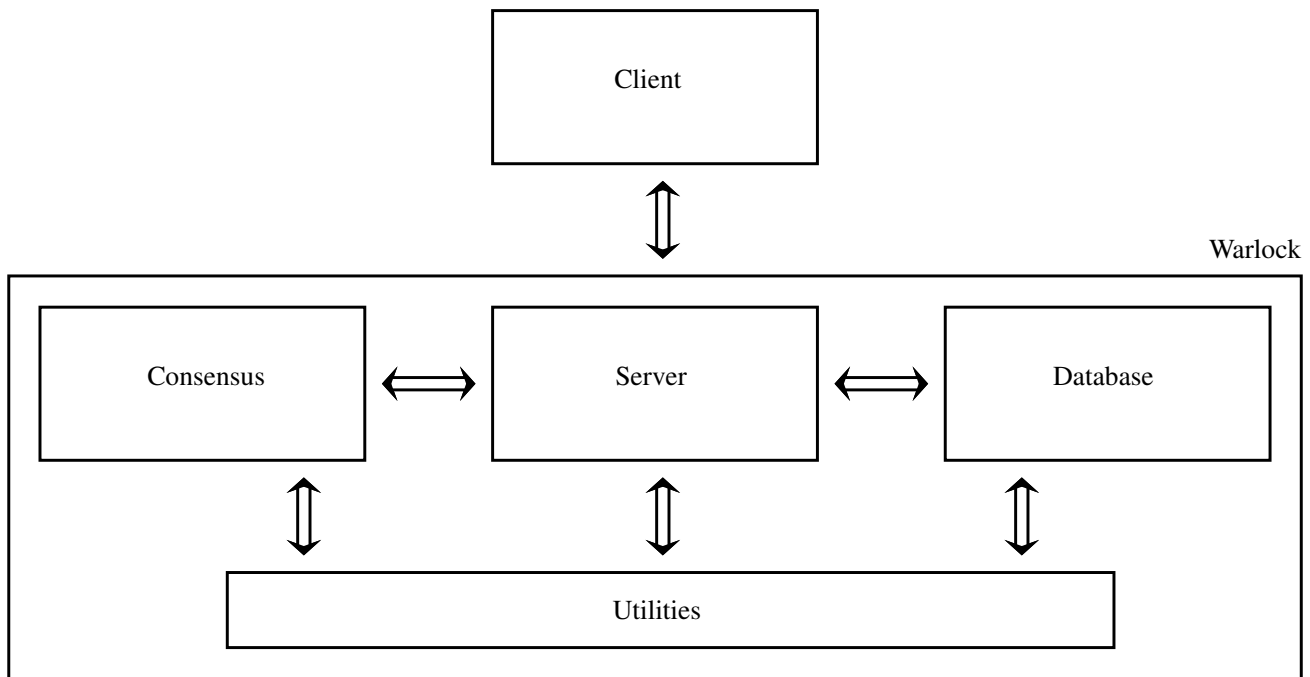 Client
Warlock
Consensus
Server
Database
Utilities